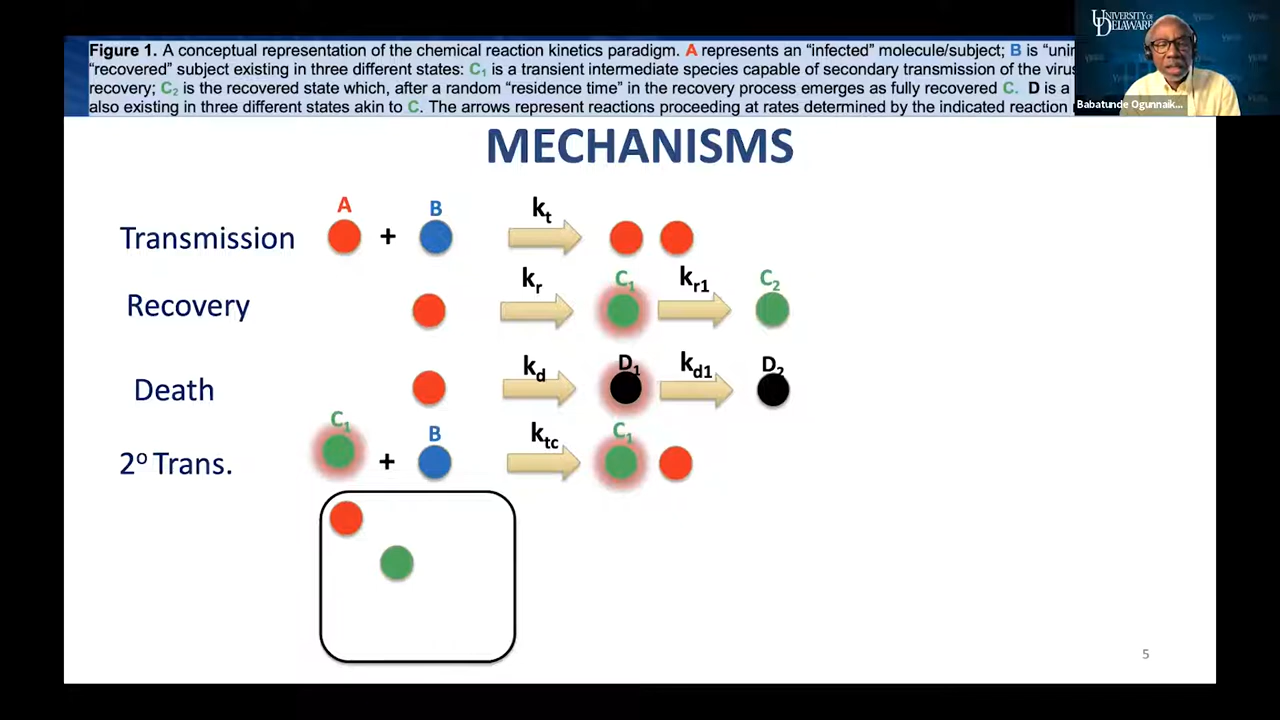 Figure 1. A conceptual representation of the chemical reaction kinetics paradigm. A represents an “infected” molecule/subject; B is
“recovered” subject existing in three different states: C₁ is a transient intermediate species capable of secondary transmission of the
recovery; C₂ is the recovered state which, after a random “residence time” in the recovery process emerges as fully recovered C. D is a
also existing in three different states akin to C. The arrows represent reactions proceeding at rates determined by the indicated reaction
UNIVERSITY OF
DELAWARE
Babatunde Ogunnaik...
MECHANISMS
A B kt
Transmission + 
kr C₁ kr1 C₂
Recovery
kd D₁ kd1 D₂
Death
C₁ B ktc C₁
2º Trans. +
5